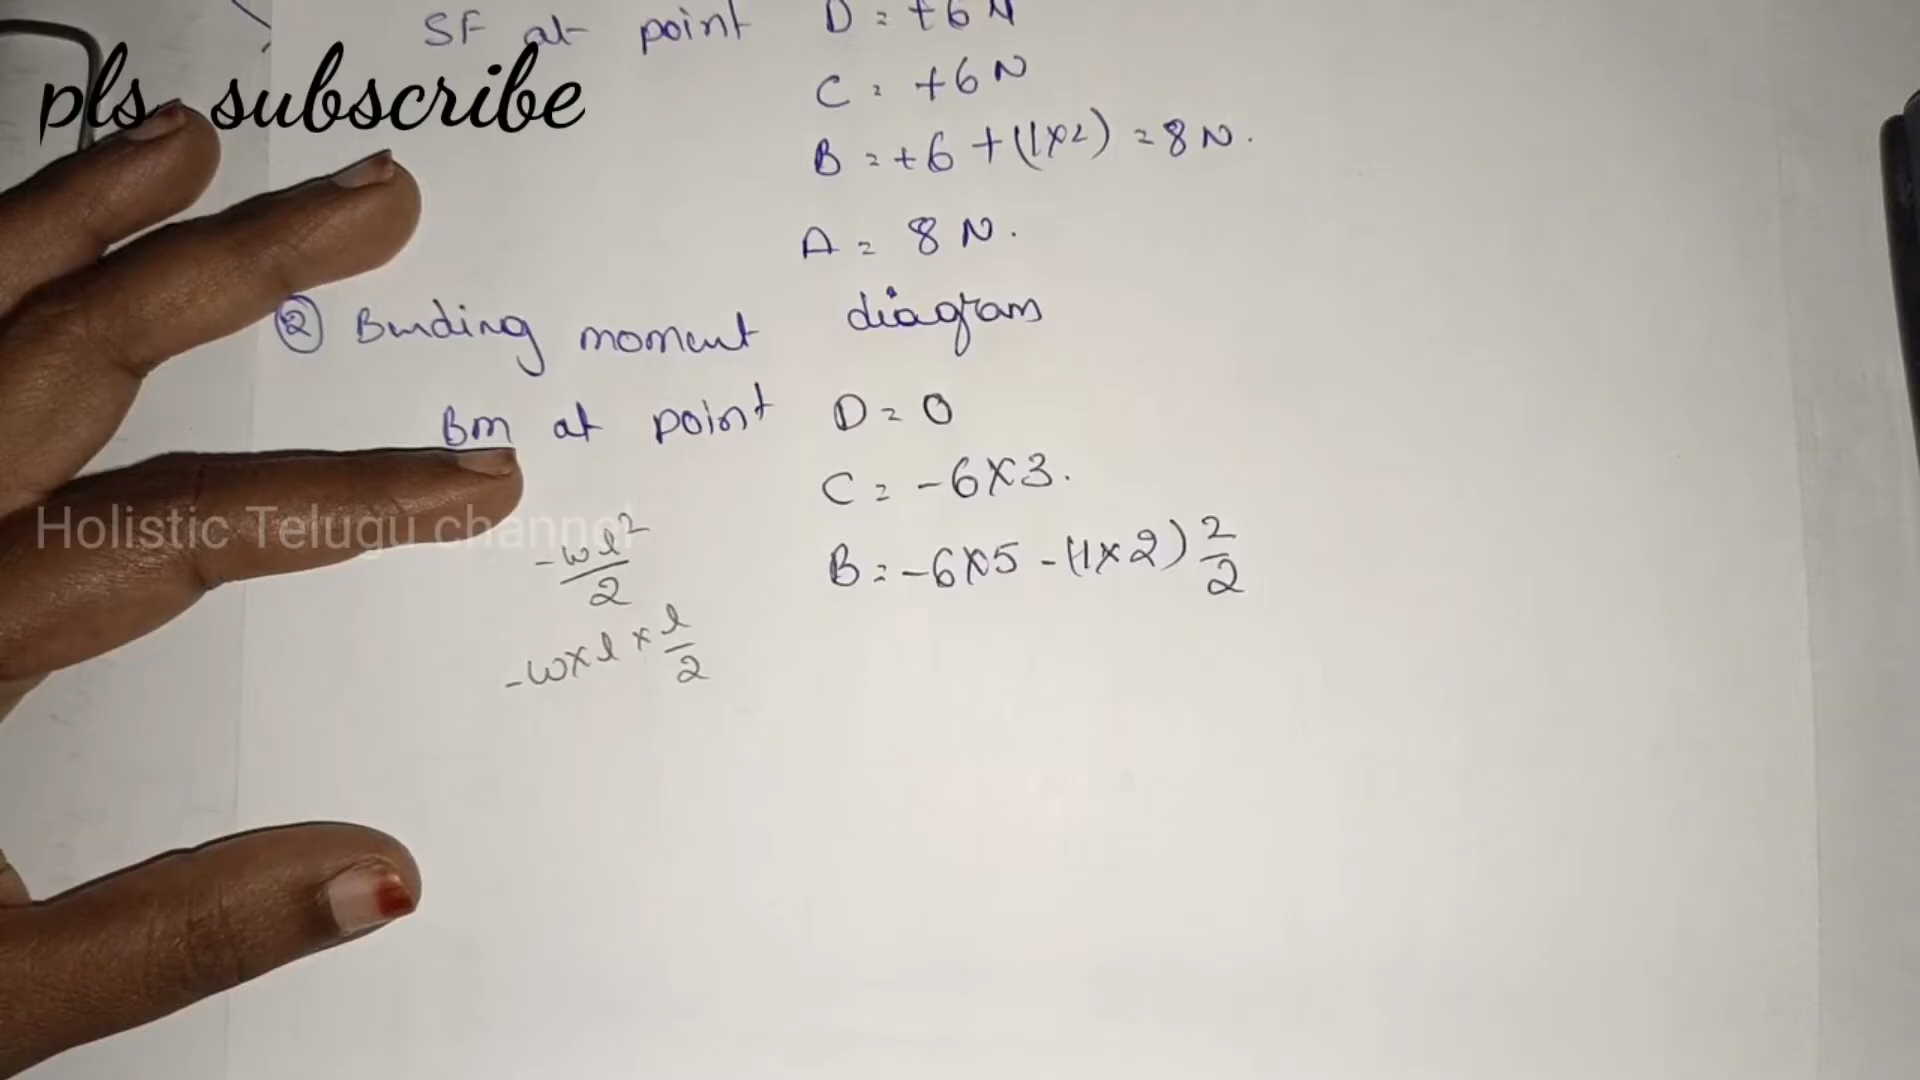 SF at point D = +6 N
pls subscribe
C = +6 N
B = +6 + (1×2) = 8 N.
A = 8 N.
② Bending moment diagram
BM at point D = 0
C = -6×3.
Holistic Telugu channel
-wl²/2
B = -6×5 - (1×2) 2/2
-w×l × l/2